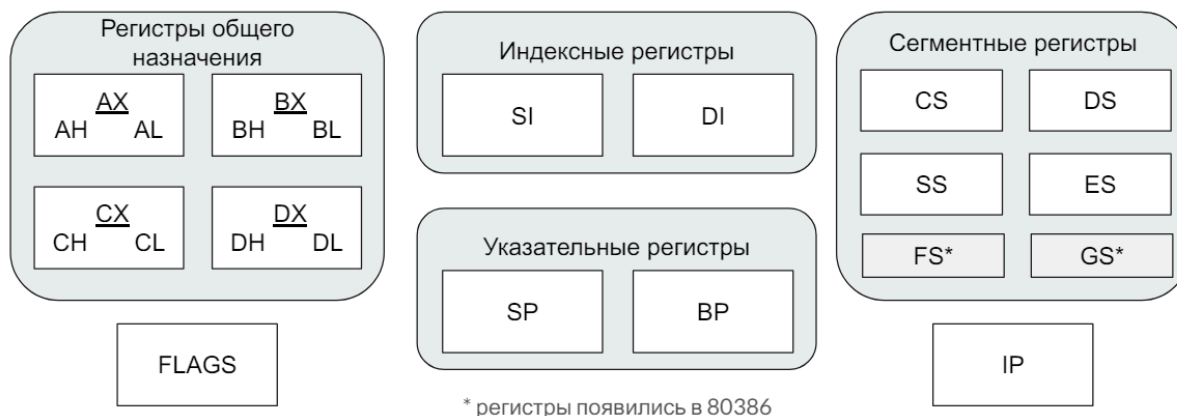 Регистры общего
назначения
AX
AH AL
BX
BH BL
CX
CH CL
DX
DH DL
FLAGS
Индексные регистры
SI DI
Указательные регистры
SP BP
* регистры появились в 80386
Сегментные регистры
CS DS
SS ES
FS* GS*
IP